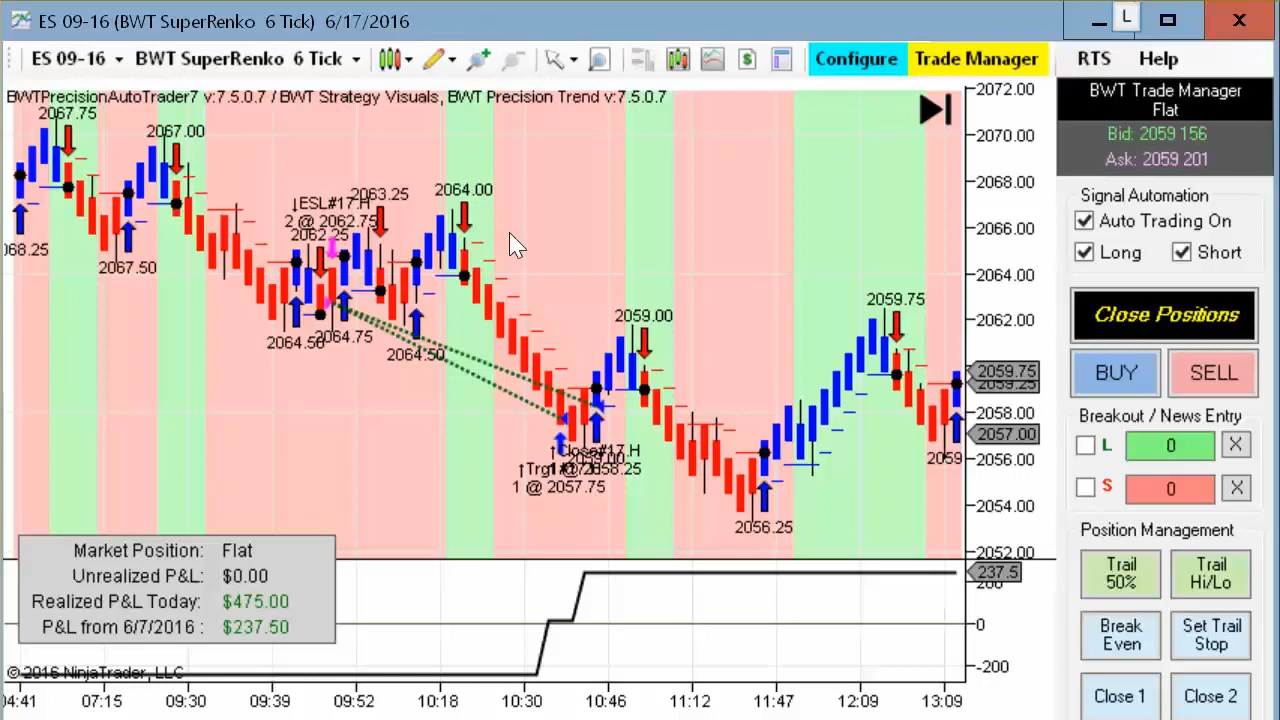 ES 09-16 (BWT SuperRenko 6 Tick) 6/17/2016
L
X
ES 09-16
BWT SuperRenko 6 Tick
Configure
Trade Manager
RTS
Help
BWTPrecisionAutoTrader7 v:7.5.0.7 / BWT Strategy Visuals, BWT Precision Trend v:7.5.0.7
2067.75
2067.00
↓ESL#17.H
2 @ 2062.75
2062.25
2063.25
2064.00
2067.50
2064.75
2064.50
2059.00
2059.75
↑Trgt
1 @ 2057.75
2056.25
2072.00
2070.00
2068.00
2066.00
2064.00
2062.00
2059.75
2059.25
2058.00
2057.00
2056.00
2054.00
2052.00
237.5
0
-200
Market Position: Flat
Unrealized P&L: $0.00
Realized P&L Today: $475.00
P&L from 6/7/2016 : $237.50
© 2016 NinjaTrader, LLC
07:15
09:30
09:39
09:52
10:18
10:30
10:46
11:12
11:47
12:09
13:09
BWT Trade Manager
Flat
Bid: 2059 156
Ask: 2059 201
Signal Automation
Auto Trading On
Long
Short
Close Positions
BUY
SELL
Breakout / News Entry
L
0
X
S
0
X
Position Management
Trail
50%
Trail
Hi/Lo
Break
Even
Set Trail
Stop
Close 1
Close 2